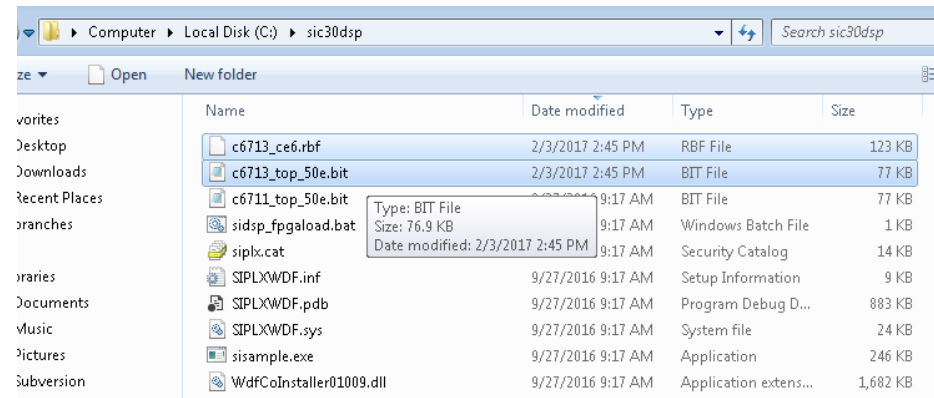 Computer Local Disk (C:) sic30dsp Search sic30dsp
ze Open New folder
Name Date modified Type Size
vorites
Desktop c6713_ce6.rbf 2/3/2017 2:45 PM RBF File 123 KB
Downloads c6713_top_50e.bit 2/3/2017 2:45 PM BIT File 77 KB
Recent Places c6711_top_50e.bit 9:17 AM BIT File 77 KB
branches sidsp_fpgaload.bat 9:17 AM Windows Batch File 1 KB
Type: BIT File
Size: 76.9 KB
Date modified: 2/3/2017 2:45 PM
siplx.cat 9:17 AM Security Catalog 14 KB
braries SIPLXWDF.inf 9/27/2016 9:17 AM Setup Information 9 KB
Documents SIPLXWDF.pdb 9/27/2016 9:17 AM Program Debug D... 883 KB
Music SIPLXWDF.sys 9/27/2016 9:17 AM System file 24 KB
Pictures sisample.exe 9/27/2016 9:17 AM Application 246 KB
Subversion WdfCoInstaller01009.dll 9/27/2016 9:17 AM Application extens... 1,682 KB